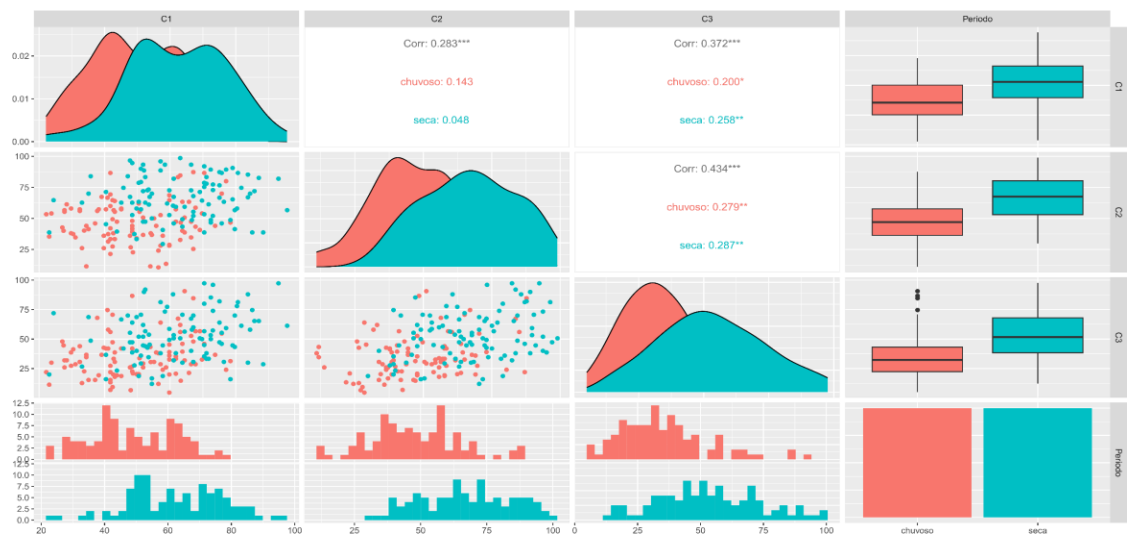 C1 C2 C3 Periodo
0.02
0.01
0.00
Corr: 0.283***
chuvoso: 0.143
seca: 0.048
Corr: 0.372***
chuvoso: 0.200*
seca: 0.258**
C1
100
75
50
25
Corr: 0.434***
chuvoso: 0.279**
seca: 0.287**
C2
100
75
50
25
C3
12.5
10.0
7.5
5.0
2.5
0.0
12.5
10.0
7.5
5.0
2.5
0.0
Periodo
20 40 60 80 100
25 50 75 100
0 25 50 75 100
chuvoso seca